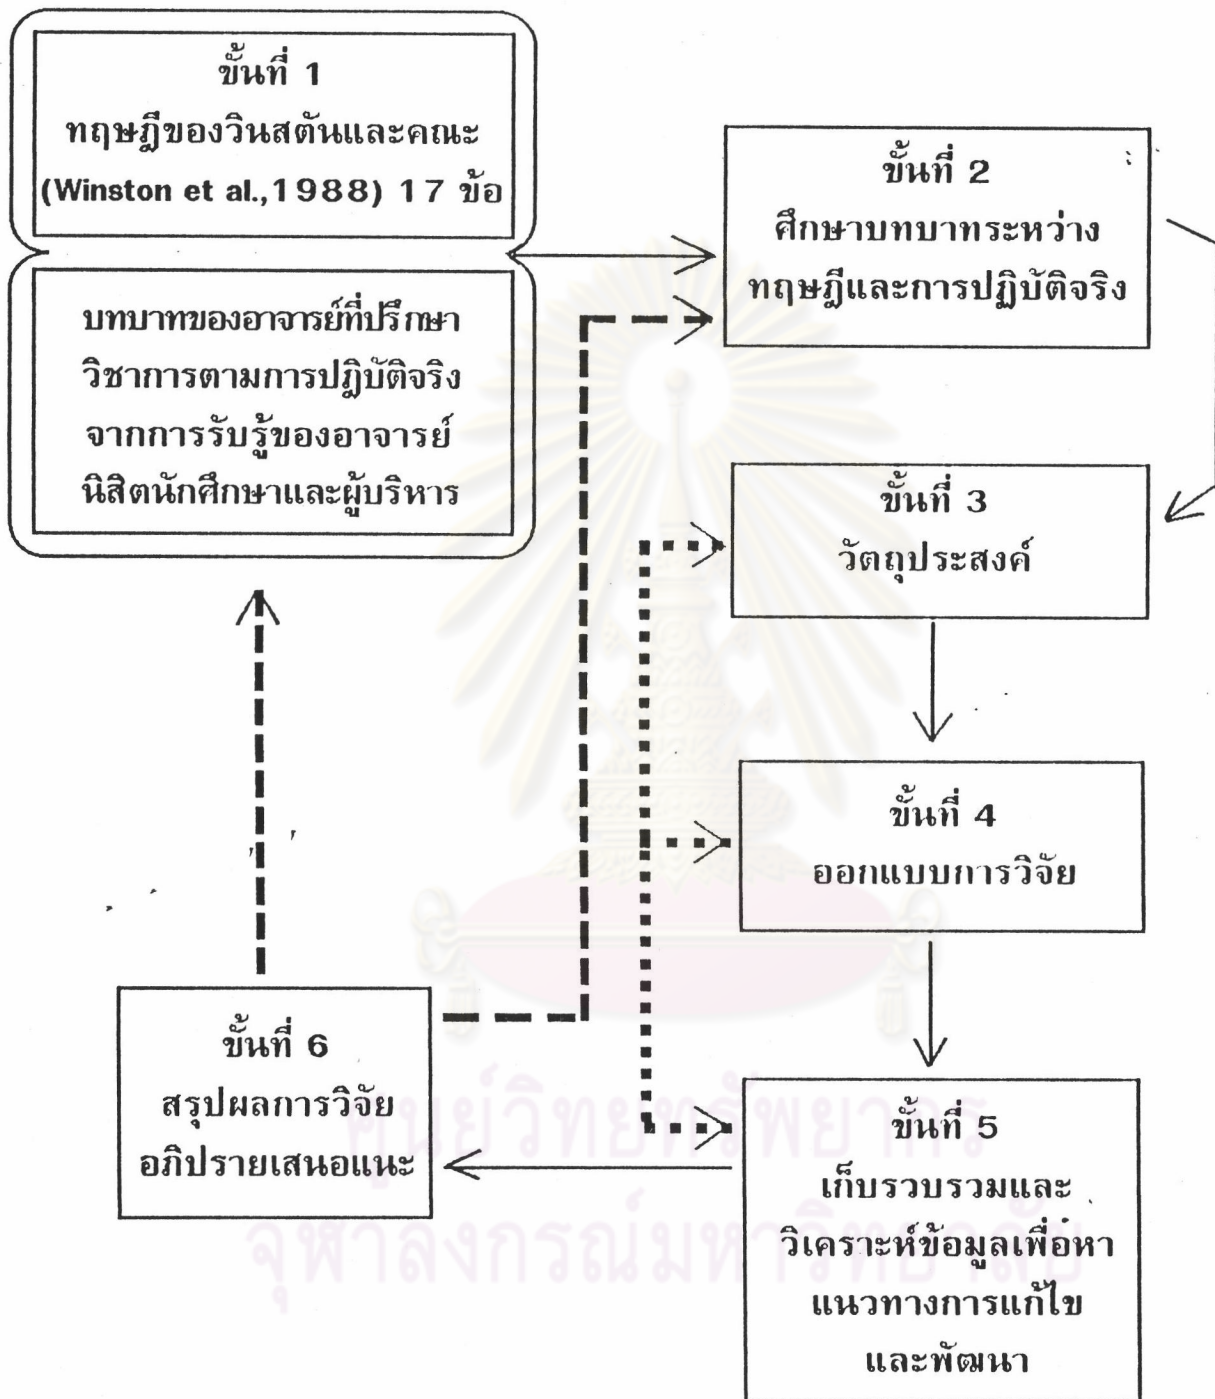 ขั้นที่ 1
ทฤษฎีของวินสตันและคณะ
(Winston et al.,1988) 17 ข้อ
บทบาทของอาจารย์ที่ปรึกษา
วิชาการตามการปฏิบัติจริง
จากการรับรู้ของอาจารย์
นิสิตนักศึกษาและผู้บริหาร
ขั้นที่ 2
ศึกษาบทบาทระหว่าง
ทฤษฎีและการปฏิบัติจริง
ขั้นที่ 3
วัตถุประสงค์
ขั้นที่ 4
ออกแบบการวิจัย
ขั้นที่ 5
เก็บรวบรวมและ
วิเคราะห์ข้อมูลเพื่อหา
แนวทางการแก้ไข
และพัฒนา
ขั้นที่ 6
สรุปผลการวิจัย
อภิปรายเสนอแนะ
ศูนย์วิทยทรัพยากร
จุฬาลงกรณ์มหาวิทยาลัย